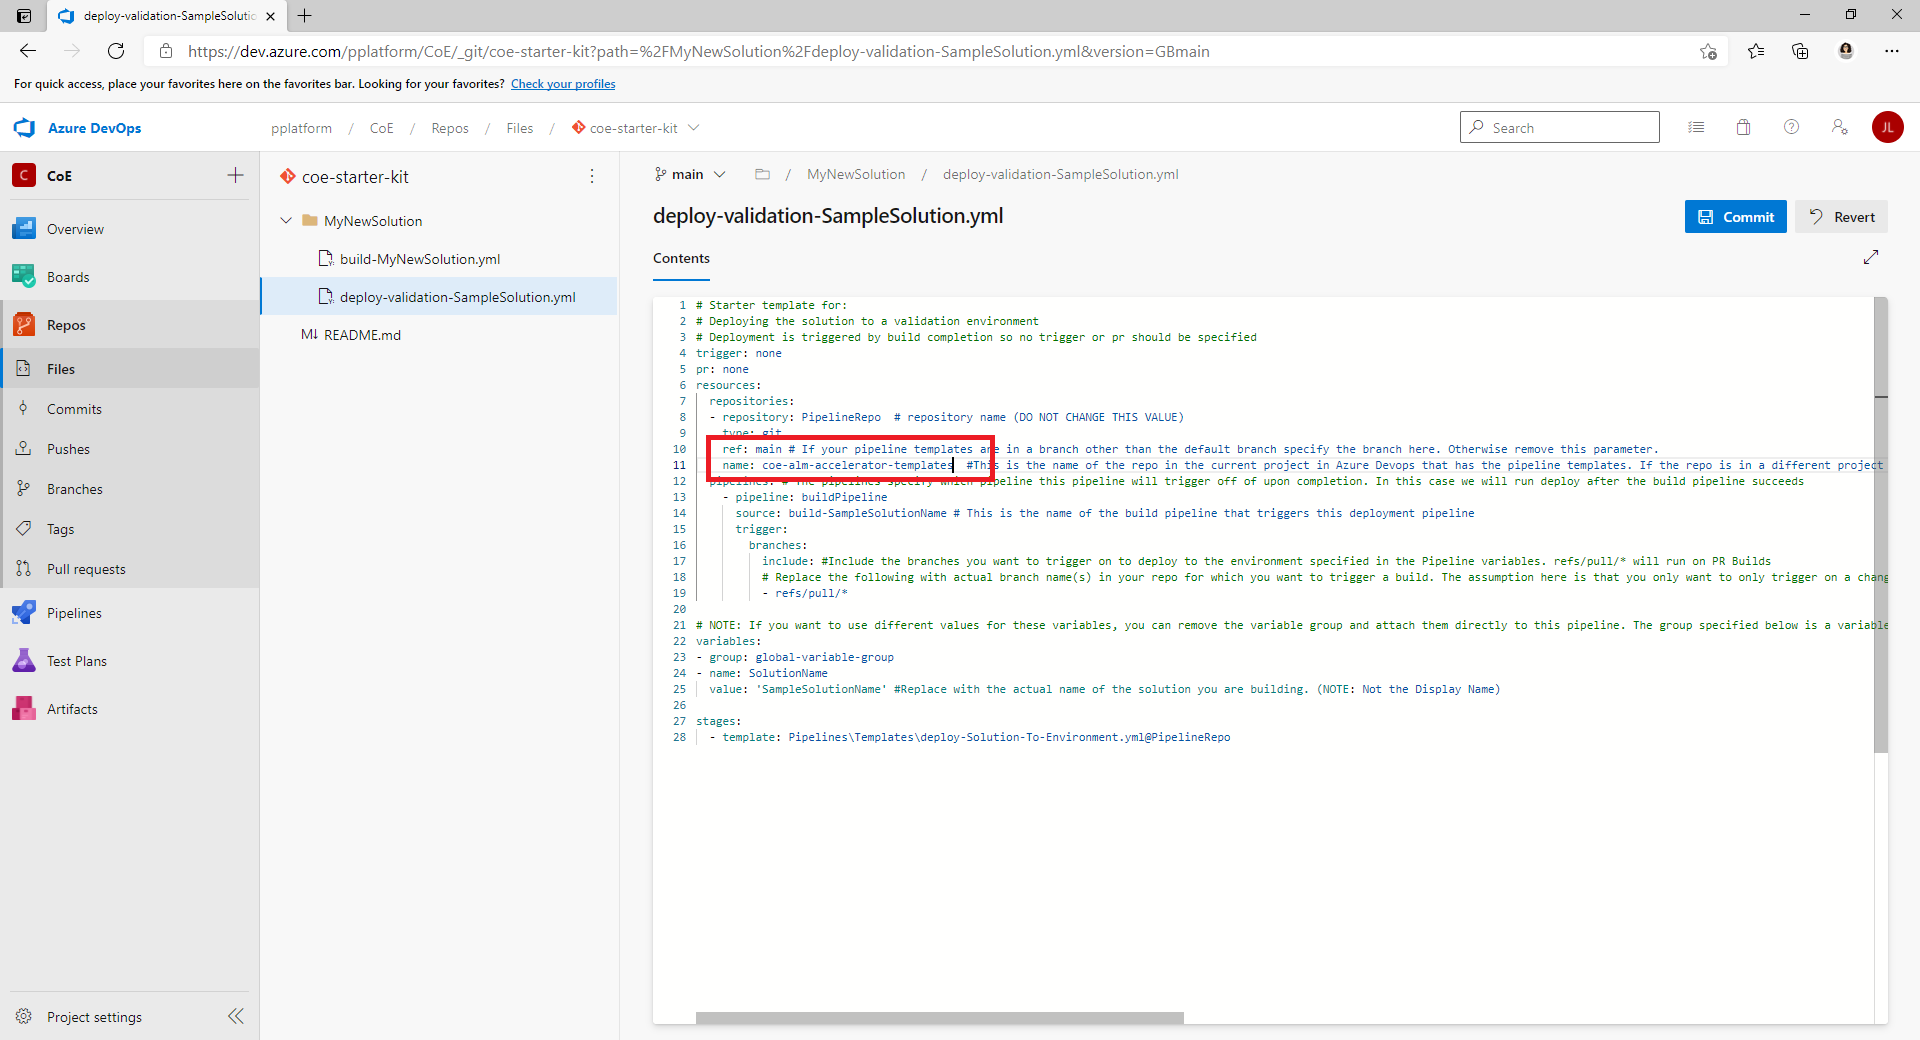 deploy-validation-SampleSolutio
https://dev.azure.com/pplatform/CoE/_git/coe-starter-kit?path=%2FMyNewSolution%2Fdeploy-validation-SampleSolution.yml&version=GBmain
For quick access, place your favorites here on the favorites bar. Looking for your favorites? Check your profiles
Azure DevOps
pplatform / CoE / Repos / Files / coe-starter-kit
Search
JL
C CoE
Overview
Boards
Repos
Files
Commits
Pushes
Branches
Tags
Pull requests
Pipelines
Test Plans
Artifacts
Project settings
coe-starter-kit
MyNewSolution
build-MyNewSolution.yml
deploy-validation-SampleSolution.yml
M↓ README.md
main / MyNewSolution / deploy-validation-SampleSolution.yml
deploy-validation-SampleSolution.yml
Commit
Revert
Contents
1 # Starter template for:
2 # Deploying the solution to a validation environment
3 # Deployment is triggered by build completion so no trigger or pr should be specified
4 trigger: none
5 pr: none
6 resources:
7 repositories:
8 - repository: PipelineRepo # repository name (DO NOT CHANGE THIS VALUE)
9 type: git
10 ref: main # If your pipeline templates are in a branch other than the default branch specify the branch here. Otherwise remove this parameter.
11 name: coe-alm-accelerator-templates #This is the name of the repo in the current project in Azure Devops that has the pipeline templates. If the repo is in a different project
12 pipelines: # The pipelines specify which pipeline this pipeline will trigger off of upon completion. In this case we will run deploy after the build pipeline succeeds
13 - pipeline: buildPipeline
14 source: build-SampleSolutionName # This is the name of the build pipeline that triggers this deployment pipeline
15 trigger:
16 branches:
17 include: #Include the branches you want to trigger on to deploy to the environment specified in the Pipeline variables. refs/pull/* will run on PR Builds
18 # Replace the following with actual branch name(s) in your repo for which you want to trigger a build. The assumption here is that you only want to only trigger on a chang
19 - refs/pull/*
20
21 # NOTE: If you want to use different values for these variables, you can remove the variable group and attach them directly to this pipeline. The group specified below is a variabl
22 variables:
23 - group: global-variable-group
24 - name: SolutionName
25 value: 'SampleSolutionName' #Replace with the actual name of the solution you are building. (NOTE: Not the Display Name)
26
27 stages:
28 - template: Pipelines\Templates\deploy-Solution-To-Environment.yml@PipelineRepo